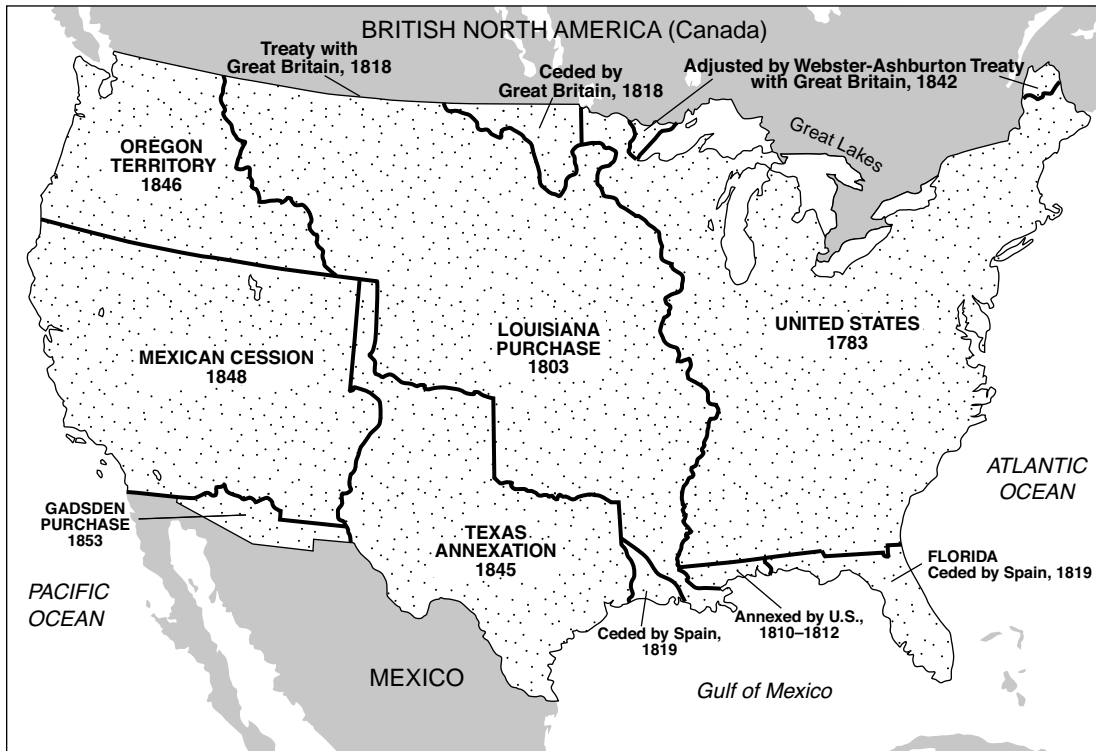 BRITISH NORTH AMERICA (Canada)
Treaty with
Great Britain, 1818
Ceded by
Great Britain, 1818
Adjusted by Webster-Ashburton Treaty
with Great Britain, 1842
Great Lakes
OREGON
TERRITORY
1846
LOUISIANA
PURCHASE
1803
UNITED STATES
1783
MEXICAN CESSION
1848
ATLANTIC
OCEAN
GADSDEN
PURCHASE
1853
TEXAS
ANNEXATION
1845
FLORIDA
Ceded by Spain, 1819
PACIFIC
OCEAN
Ceded by Spain,
1819
Annexed by U.S.,
1810–1812
MEXICO
Gulf of Mexico